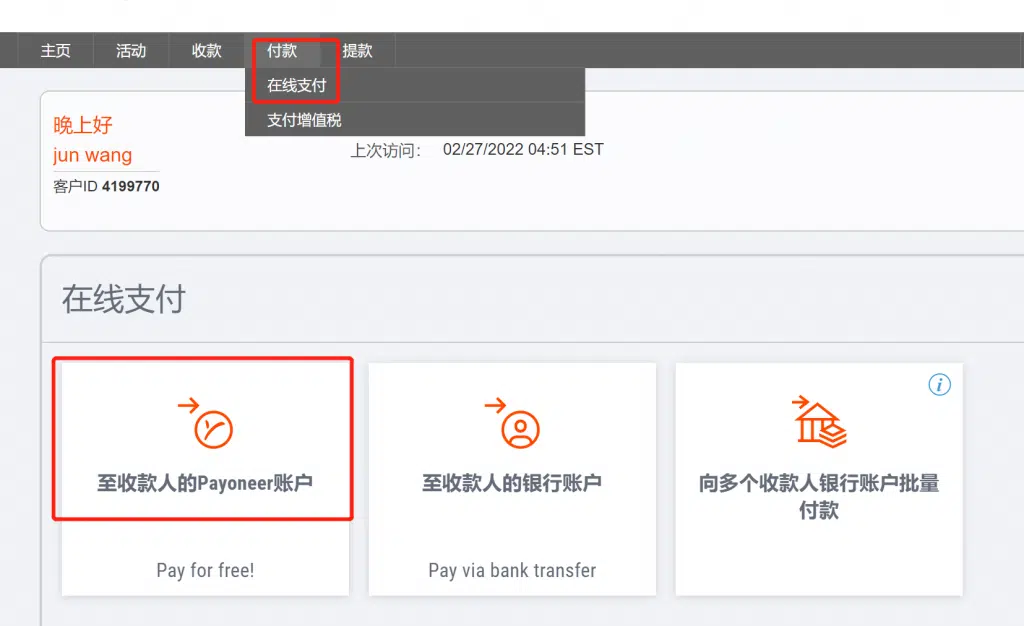 主页 活动 收款 付款 提款
在线支付
支付增值税
晚上好
jun wang
上次访问： 02/27/2022 04:51 EST
客户ID 4199770
在线支付
至收款人的Payoneer账户
Pay for free!
至收款人的银行账户
Pay via bank transfer
i
向多个收款人银行账户批量
付款